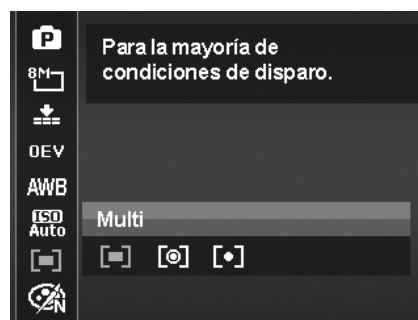 P
Para la mayoría de
condiciones de disparo.
8M
0EV
AWB
ISO
Auto
Multi
N